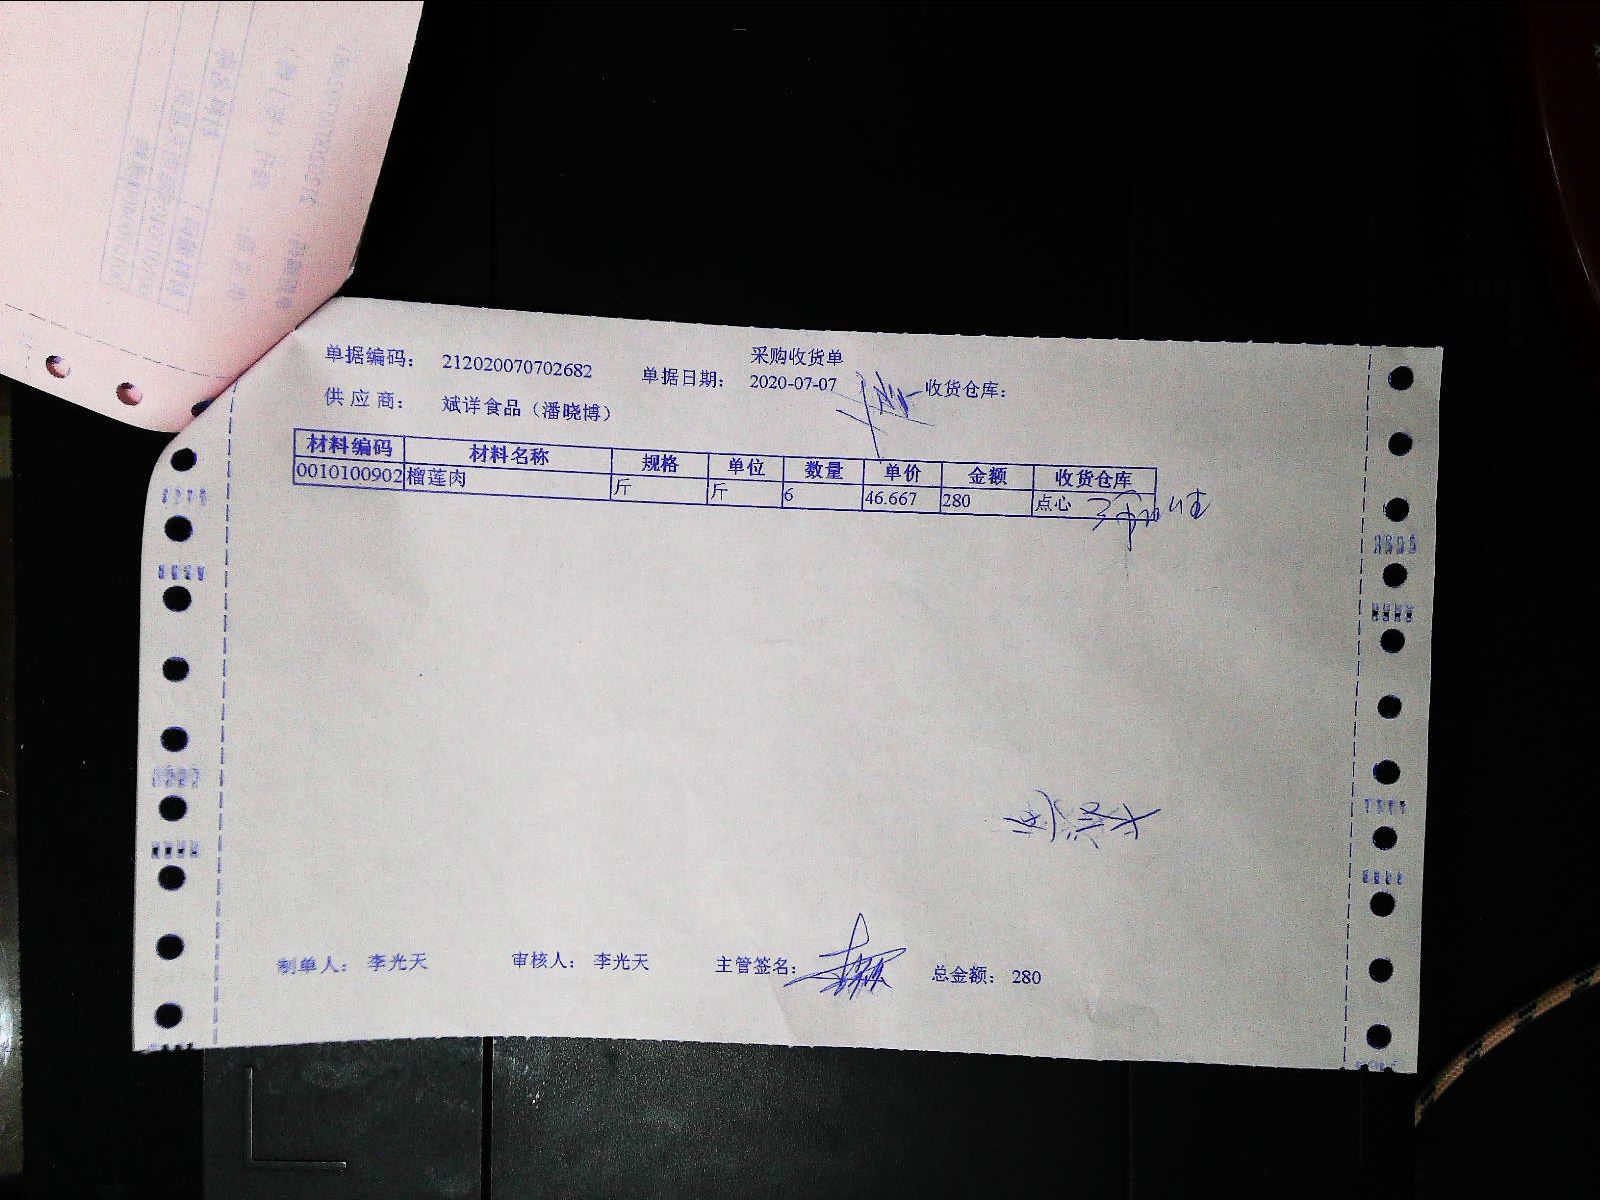 采购收货单
单据编码： 212020070702682 单据日期： 2020-07-07 收货仓库：
供应商： 斌详食品（潘晓博）
材料编码 材料名称 规格 单位 数量 单价 金额 收货仓库
0010100902 榴莲肉 斤 斤 6 46.667 280 点心
制单人： 李光天 审核人： 李光天 主管签名： 总金额： 280